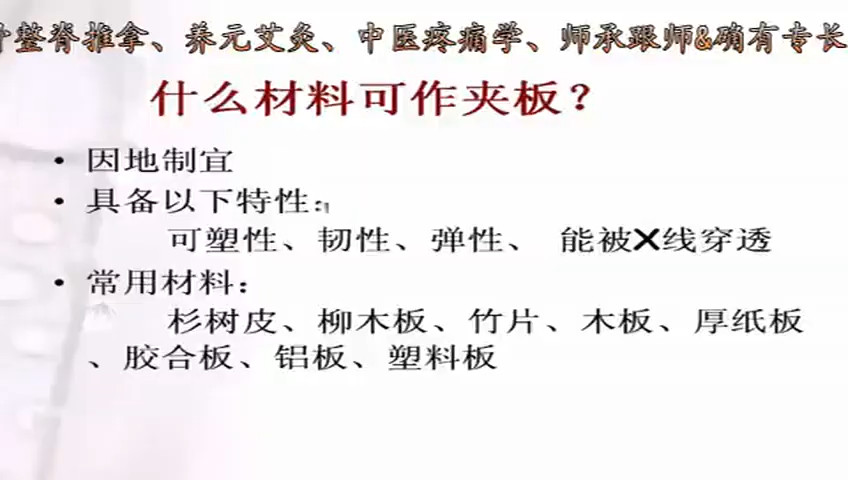 整脊推拿、养元艾灸、中医疼痛学、师承跟师&确有专长
什么材料可作夹板？
• 因地制宜
• 具备以下特性：
可塑性、韧性、弹性、 能被X线穿透
• 常用材料：
杉树皮、柳木板、竹片、木板、厚纸板
、胶合板、铝板、塑料板